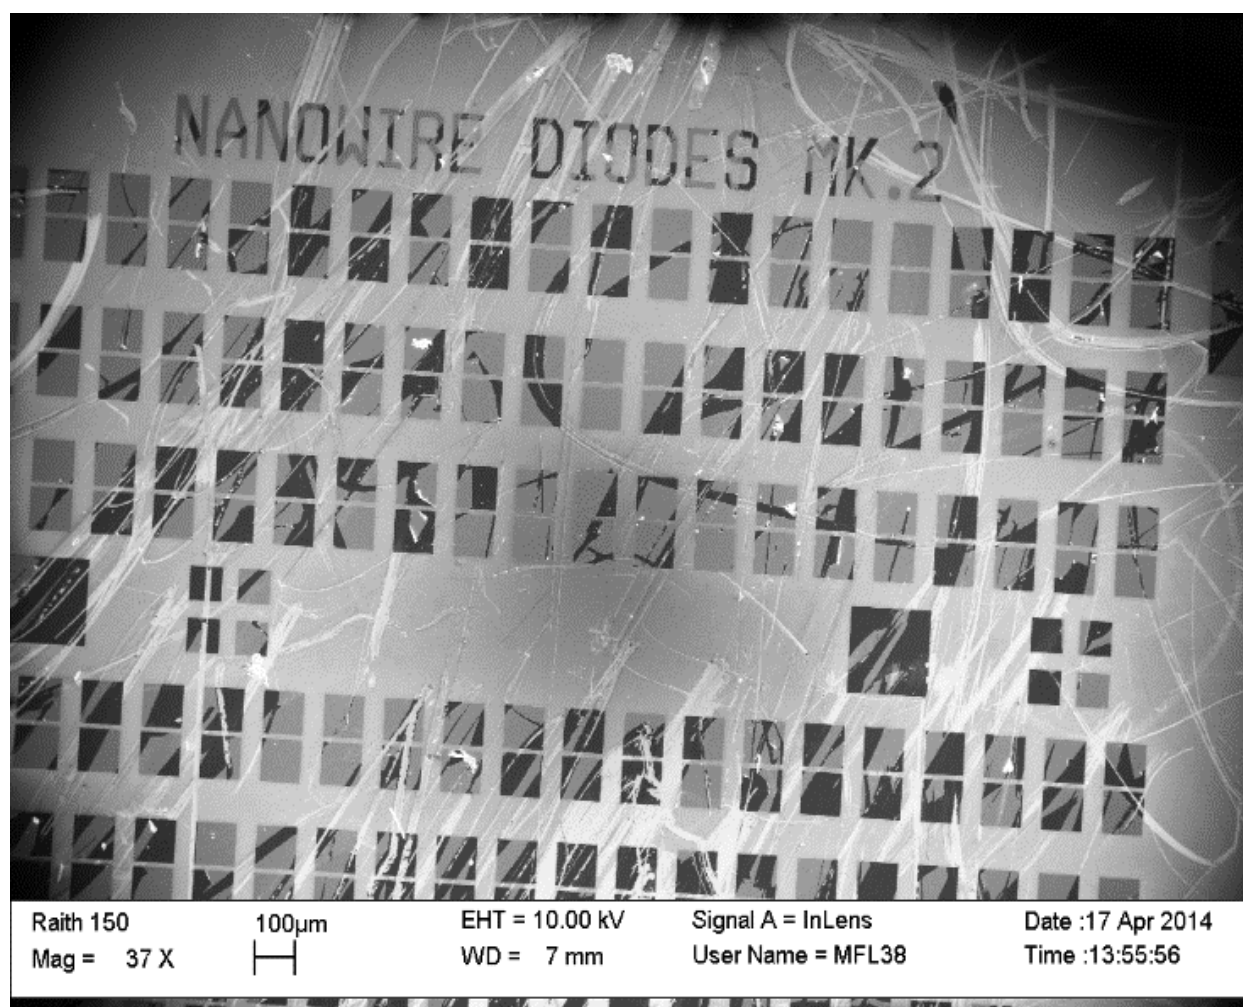 NANOWIRE DIODES MK.2
Raith 150 100µm EHT = 10.00 kV Signal A = InLens Date :17 Apr 2014
Mag = 37 X WD = 7 mm User Name = MFL38 Time :13:55:56